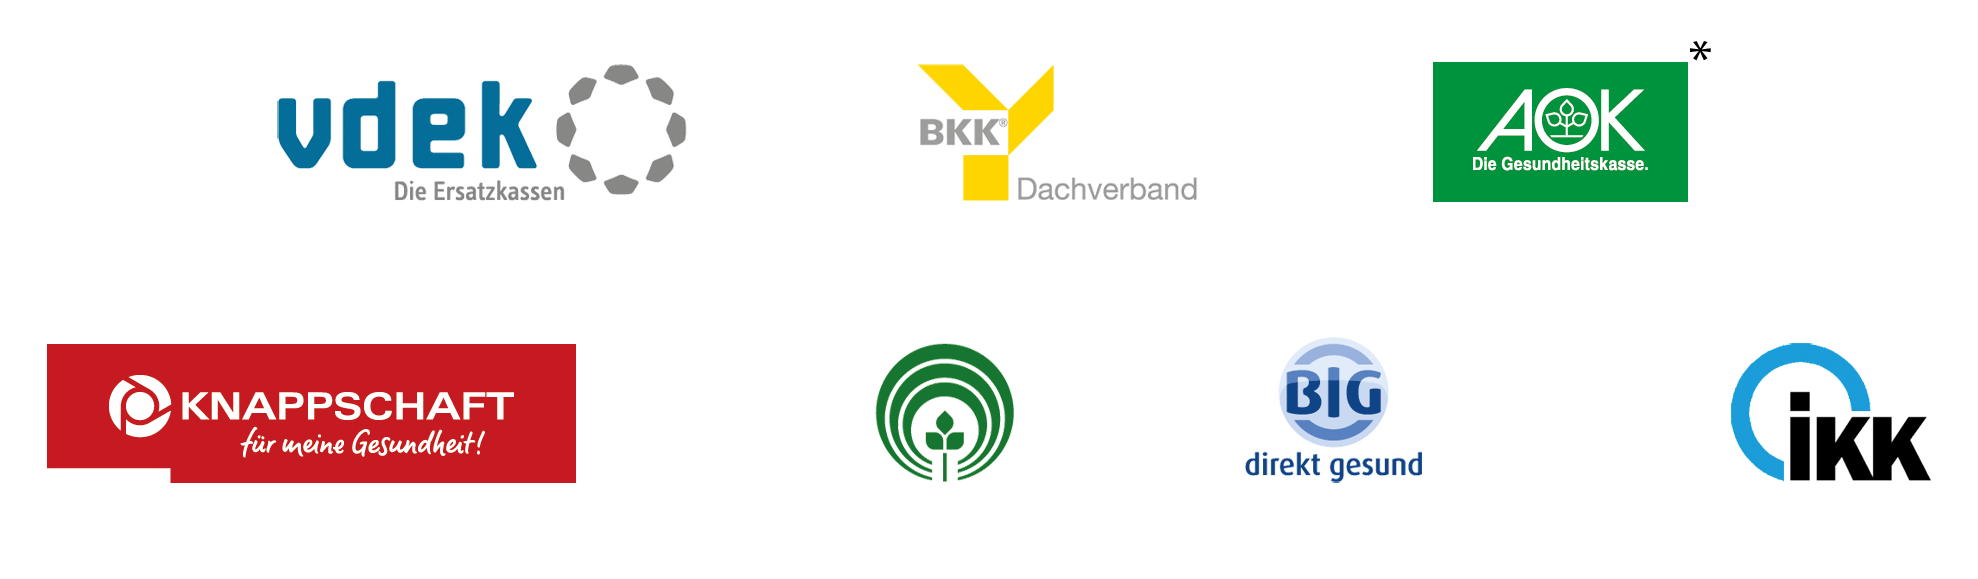 vdek
Die Ersatzkassen
BKK®
Dachverband
*
AOK
Die Gesundheitskasse.
KNAPPSCHAFT
für meine Gesundheit!
BIG
direkt gesund
iKK